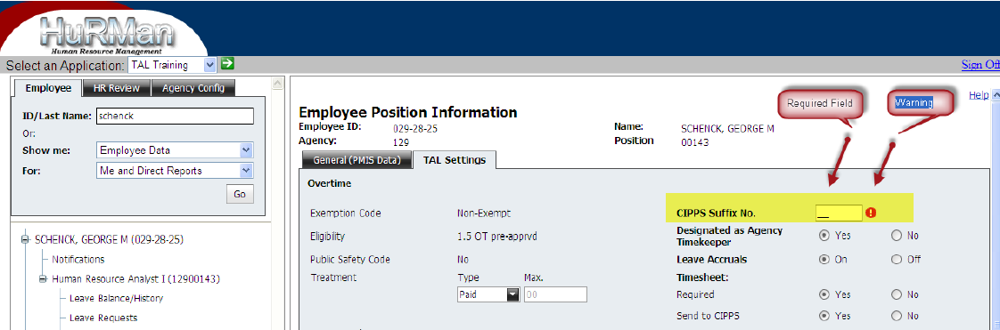 HuRMan
Human Resource Management
Select an Application: TAL Training
Sign Off
Employee HR Review Agency Config
ID/Last Name: schenck
Or:
Show me: Employee Data
For: Me and Direct Reports
Go
SCHENCK, GEORGE M (029-28-25)
Notifications
Human Resource Analyst I (12900143)
Leave Balance/History
Leave Requests
Required Field
Warning
Help
Employee Position Information
Employee ID: 029-28-25 Name: SCHENCK, GEORGE M
Agency: 129 Position 00143
General (PMIS Data) TAL Settings
Overtime
Exemption Code Non-Exempt
Eligibility 1.5 OT pre-apprvd
Public Safety Code No
Treatment Type Max.
Paid 00
CIPPS Suffix No. __
Designated as Agency Timekeeper Yes No
Leave Accruals On Off
Timesheet:
Required Yes No
Send to CIPPS Yes No